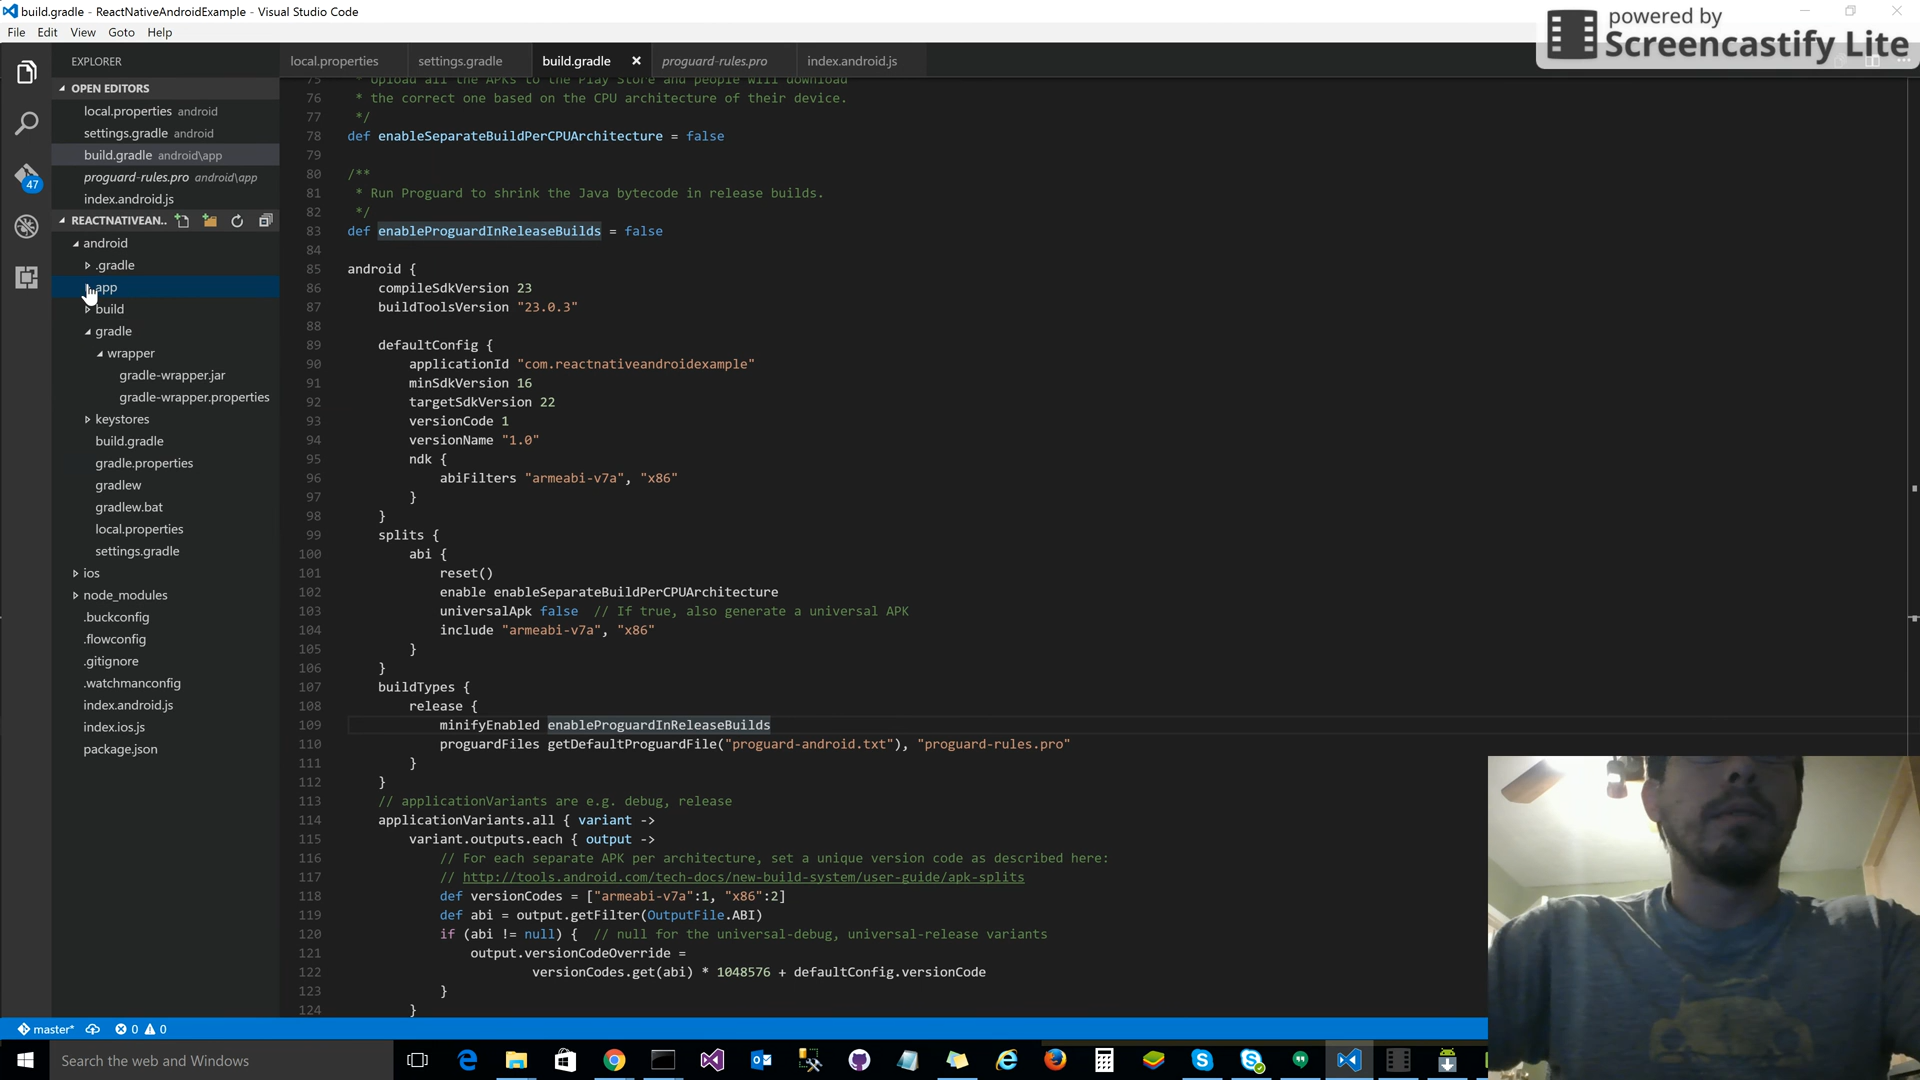 build.gradle - ReactNativeAndroidExample - Visual Studio Code
File Edit View Goto Help
powered by
Screencastify Lite
EXPLORER
OPEN EDITORS
local.properties android
settings.gradle android
build.gradle android\app
proguard-rules.pro android\app
index.android.js
47
REACTNATIVEAN..
android
.gradle
app
build
gradle
wrapper
gradle-wrapper.jar
gradle-wrapper.properties
keystores
build.gradle
gradle.properties
gradlew
gradlew.bat
local.properties
settings.gradle
ios
node_modules
.buckconfig
.flowconfig
.gitignore
.watchmanconfig
index.android.js
index.ios.js
package.json
local.properties settings.gradle build.gradle proguard-rules.pro index.android.js
75 * Upload all the APKs to the Play Store and people will download
76 * the correct one based on the CPU architecture of their device.
77 */
78 def enableSeparateBuildPerCPUArchitecture = false
79
80 /**
81 * Run Proguard to shrink the Java bytecode in release builds.
82 */
83 def enableProguardInReleaseBuilds = false
84
85 android {
86 compileSdkVersion 23
87 buildToolsVersion "23.0.3"
88
89 defaultConfig {
90 applicationId "com.reactnativeandroidexample"
91 minSdkVersion 16
92 targetSdkVersion 22
93 versionCode 1
94 versionName "1.0"
95 ndk {
96 abiFilters "armeabi-v7a", "x86"
97 }
98 }
99 splits {
100 abi {
101 reset()
102 enable enableSeparateBuildPerCPUArchitecture
103 universalApk false // If true, also generate a universal APK
104 include "armeabi-v7a", "x86"
105 }
106 }
107 buildTypes {
108 release {
109 minifyEnabled enableProguardInReleaseBuilds
110 proguardFiles getDefaultProguardFile("proguard-android.txt"), "proguard-rules.pro"
111 }
112 }
113 // applicationVariants are e.g. debug, release
114 applicationVariants.all { variant ->
115 variant.outputs.each { output ->
116 // For each separate APK per architecture, set a unique version code as described here:
117 // http://tools.android.com/tech-docs/new-build-system/user-guide/apk-splits
118 def versionCodes = ["armeabi-v7a":1, "x86":2]
119 def abi = output.getFilter(OutputFile.ABI)
120 if (abi != null) { // null for the universal-debug, universal-release variants
121 output.versionCodeOverride =
122 versionCodes.get(abi) * 1048576 + defaultConfig.versionCode
123 }
124 }
master* 0 0
Search the web and Windows